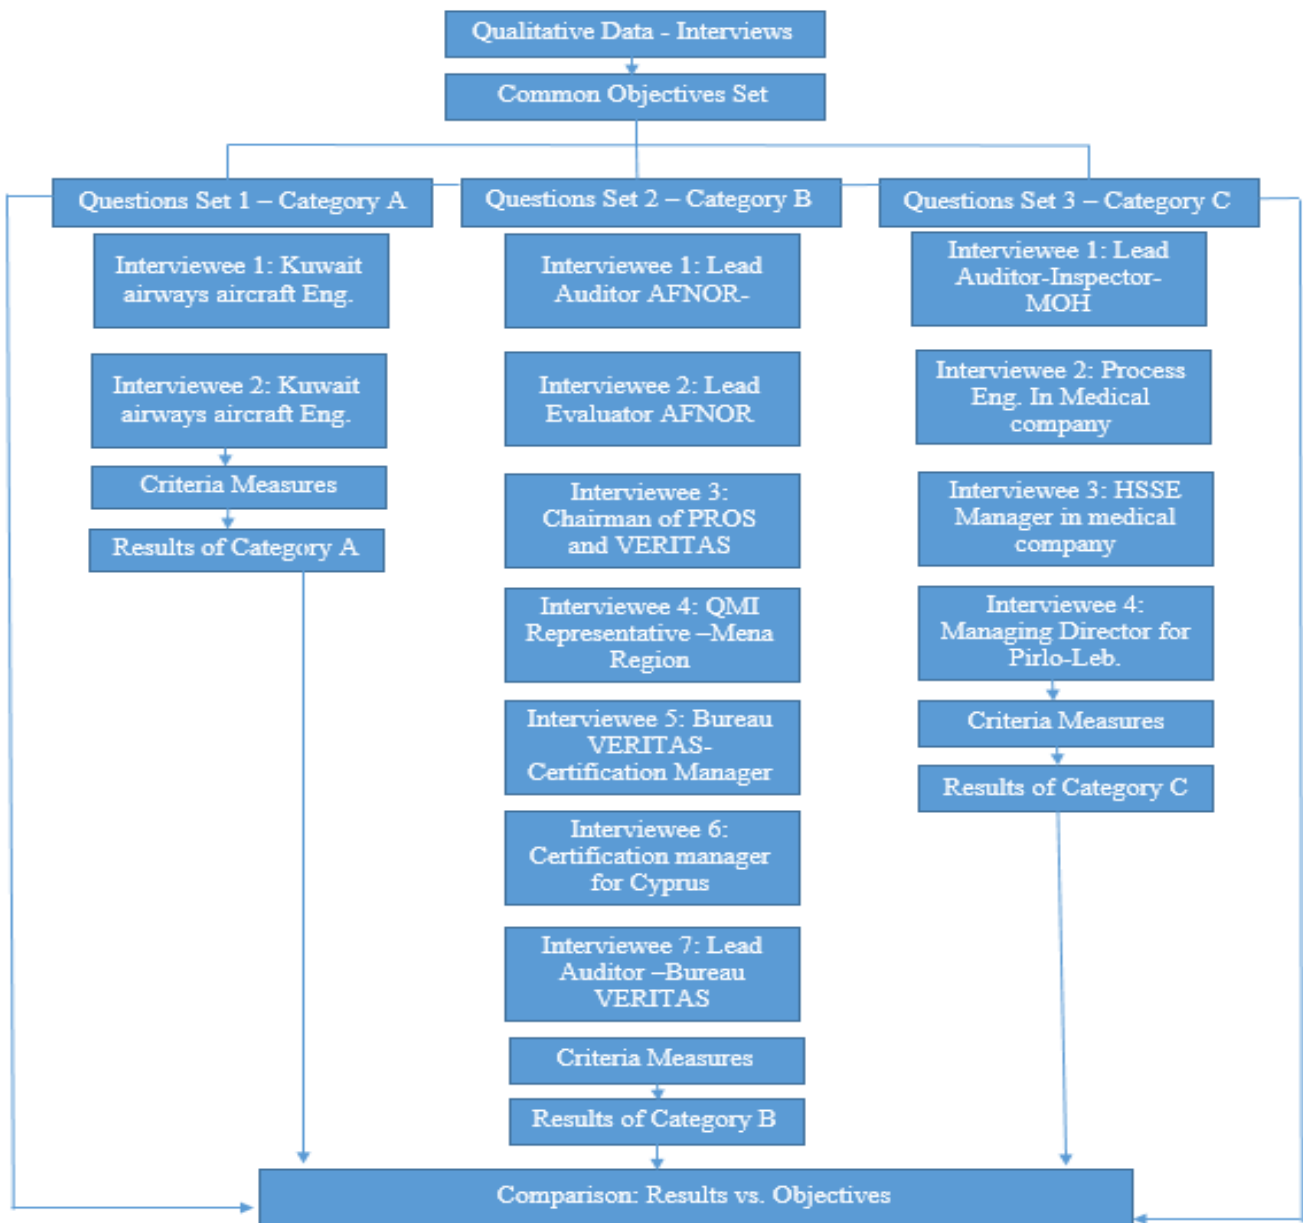 Qualitative Data - Interviews
Common Objectives Set
Questions Set 1 – Category A
Interviewee 1: Kuwait
airways aircraft Eng.
Interviewee 2: Kuwait
airways aircraft Eng.
Criteria Measures
Results of Category A
Questions Set 2 – Category B
Interviewee 1: Lead
Auditor AFNOR-
Interviewee 2: Lead
Evaluator AFNOR
Interviewee 3:
Chairman of PROS
and VERITAS
Interviewee 4: QMI
Representative –Mena
Region
Interviewee 5: Bureau
VERITAS-
Certification Manager
Interviewee 6:
Certification manager
for Cyprus
Interviewee 7: Lead
Auditor –Bureau
VERITAS
Criteria Measures
Results of Category B
Questions Set 3 – Category C
Interviewee 1: Lead
Auditor-Inspector-
MOH
Interviewee 2: Process
Eng. In Medical
company
Interviewee 3: HSSE
Manager in medical
company
Interviewee 4:
Managing Director for
Pirlo-Leb.
Criteria Measures
Results of Category C
Comparison: Results vs. Objectives